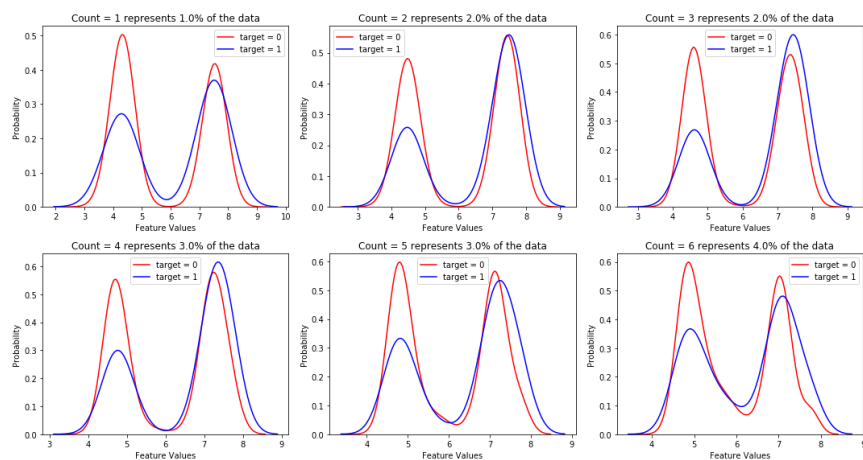 Count = 1 represents 1.0% of the data
0.5
0.4
0.3
0.2
0.1
0.0
Probability
target = 0
target = 1
2 3 4 5 6 7 8 9 10
Feature Values
Count = 2 represents 2.0% of the data
0.5
0.4
0.3
0.2
0.1
0.0
Probability
target = 0
target = 1
3 4 5 6 7 8 9
Feature Values
Count = 3 represents 2.0% of the data
0.6
0.5
0.4
0.3
0.2
0.1
0.0
Probability
target = 0
target = 1
3 4 5 6 7 8 9
Feature Values
Count = 4 represents 3.0% of the data
0.6
0.5
0.4
0.3
0.2
0.1
0.0
Probability
target = 0
target = 1
3 4 5 6 7 8 9
Feature Values
Count = 5 represents 3.0% of the data
0.6
0.5
0.4
0.3
0.2
0.1
0.0
Probability
target = 0
target = 1
4 5 6 7 8 9
Feature Values
Count = 6 represents 4.0% of the data
0.6
0.5
0.4
0.3
0.2
0.1
0.0
Probability
target = 0
target = 1
4 5 6 7 8 9
Feature Values